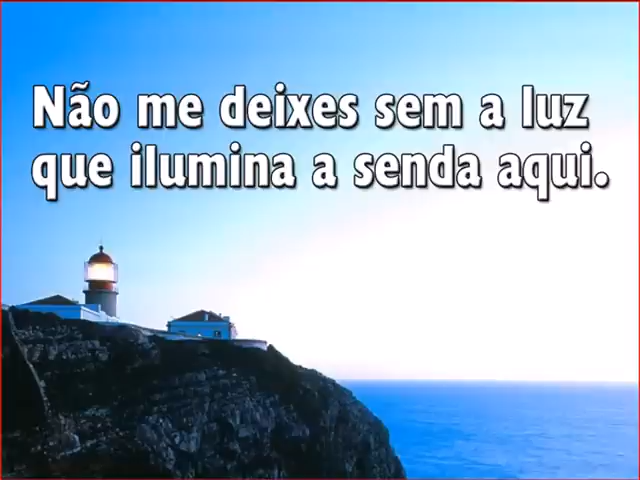 Não me deixes sem a luz
que ilumina a senda aqui.